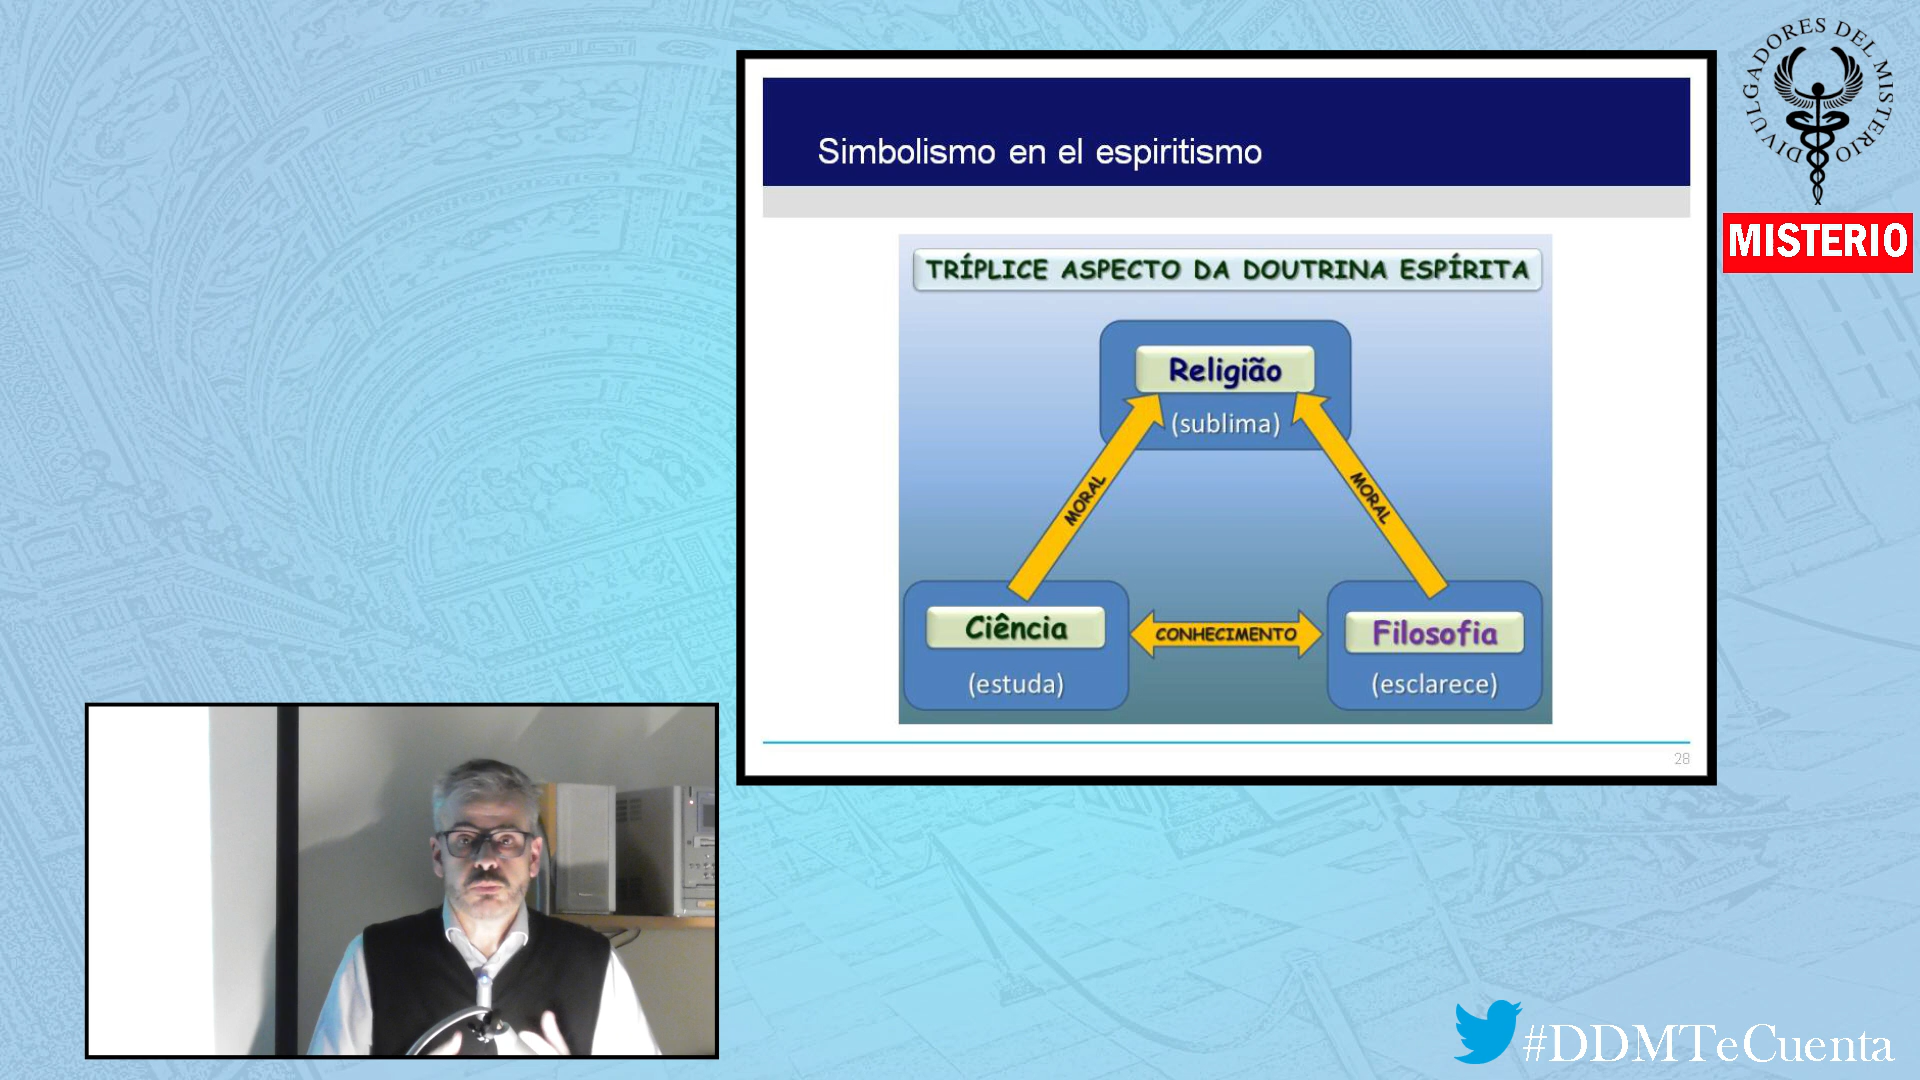 Simbolismo en el espiritismo
TRÍPLICE ASPECTO DA DOUTRINA ESPÍRITA
Religião
(sublima)
MORAL
MORAL
Ciência
(estuda)
CONHECIMENTO
Filosofia
(esclarece)
28
DIVULGADORES DEL MISTERIO
MISTERIO
#DDMTeCuenta